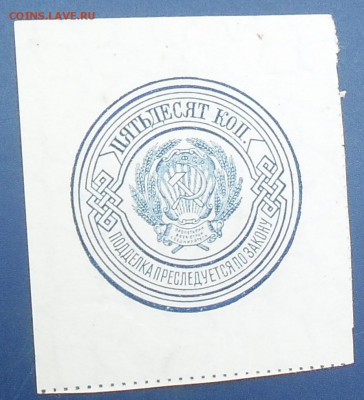 COINS.LAVE.RU
ПЯТЬДЕСЯТ КОП.
ПОДДЕЛКА ПРЕСЛЕДУЕТСЯ ПО ЗАКОНУ